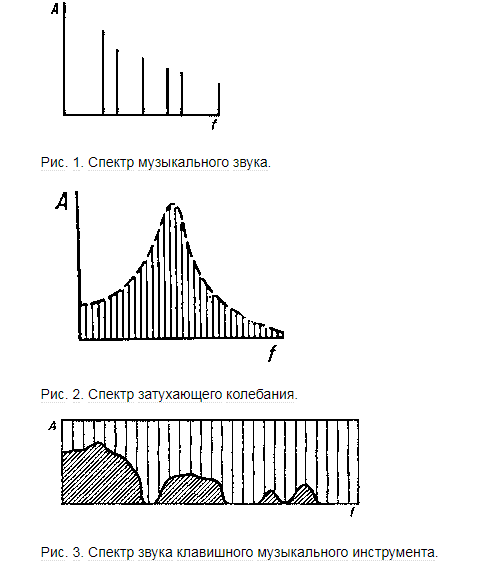 A
f
Рис. 1. Спектр музыкального звука.
A
f
Рис. 2. Спектр затухающего колебания.
A
f
Рис. 3. Спектр звука клавишного музыкального инструмента.